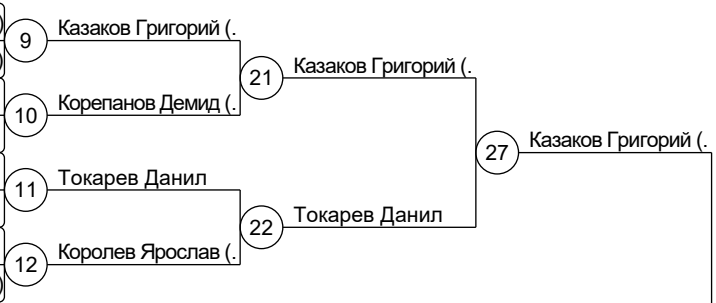 9
Казаков Григорий (.
21
Казаков Григорий (.
10
Корепанов Демид (.
27
Казаков Григорий (.
11
Токарев Данил
22
Токарев Данил
12
Королев Ярослав (.